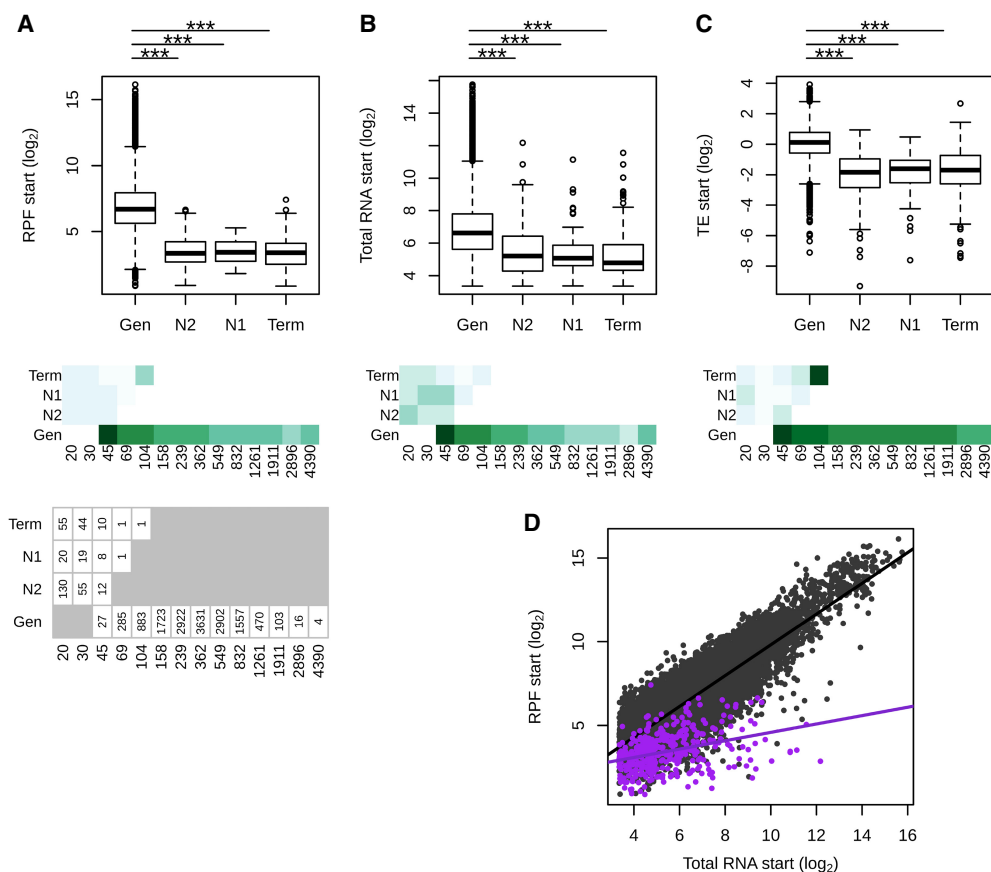 A
***
***
***
RPF start (log2)
15
10
5
Gen N2 N1 Term
B
***
***
***
Total RNA start (log2)
14
10
8
6
4
Gen N2 N1 Term
C
***
***
***
TE start (log2)
4
2
0
-2
-4
-6
-8
Gen N2 N1 Term
Term
N1
N2
Gen
20 30 45 69 104 158 239 362 549 832 1261 1911 2896 4390
Term
N1
N2
Gen
20 30 45 69 104 158 239 362 549 832 1261 1911 2896 4390
Term
N1
N2
Gen
20 30 45 69 104 158 239 362 549 832 1261 1911 2896 4390
Term 55 44 10 1 1
N1 20 19 8 1
N2 130 55 12
Gen 27 285 883 1723 2922 3631 2902 1557 470 103 16 4
20 30 45 69 104 158 239 362 549 832 1261 1911 2896 4390
D
RPF start (log2)
15
10
5
4 6 8 10 12 14 16
Total RNA start (log2)